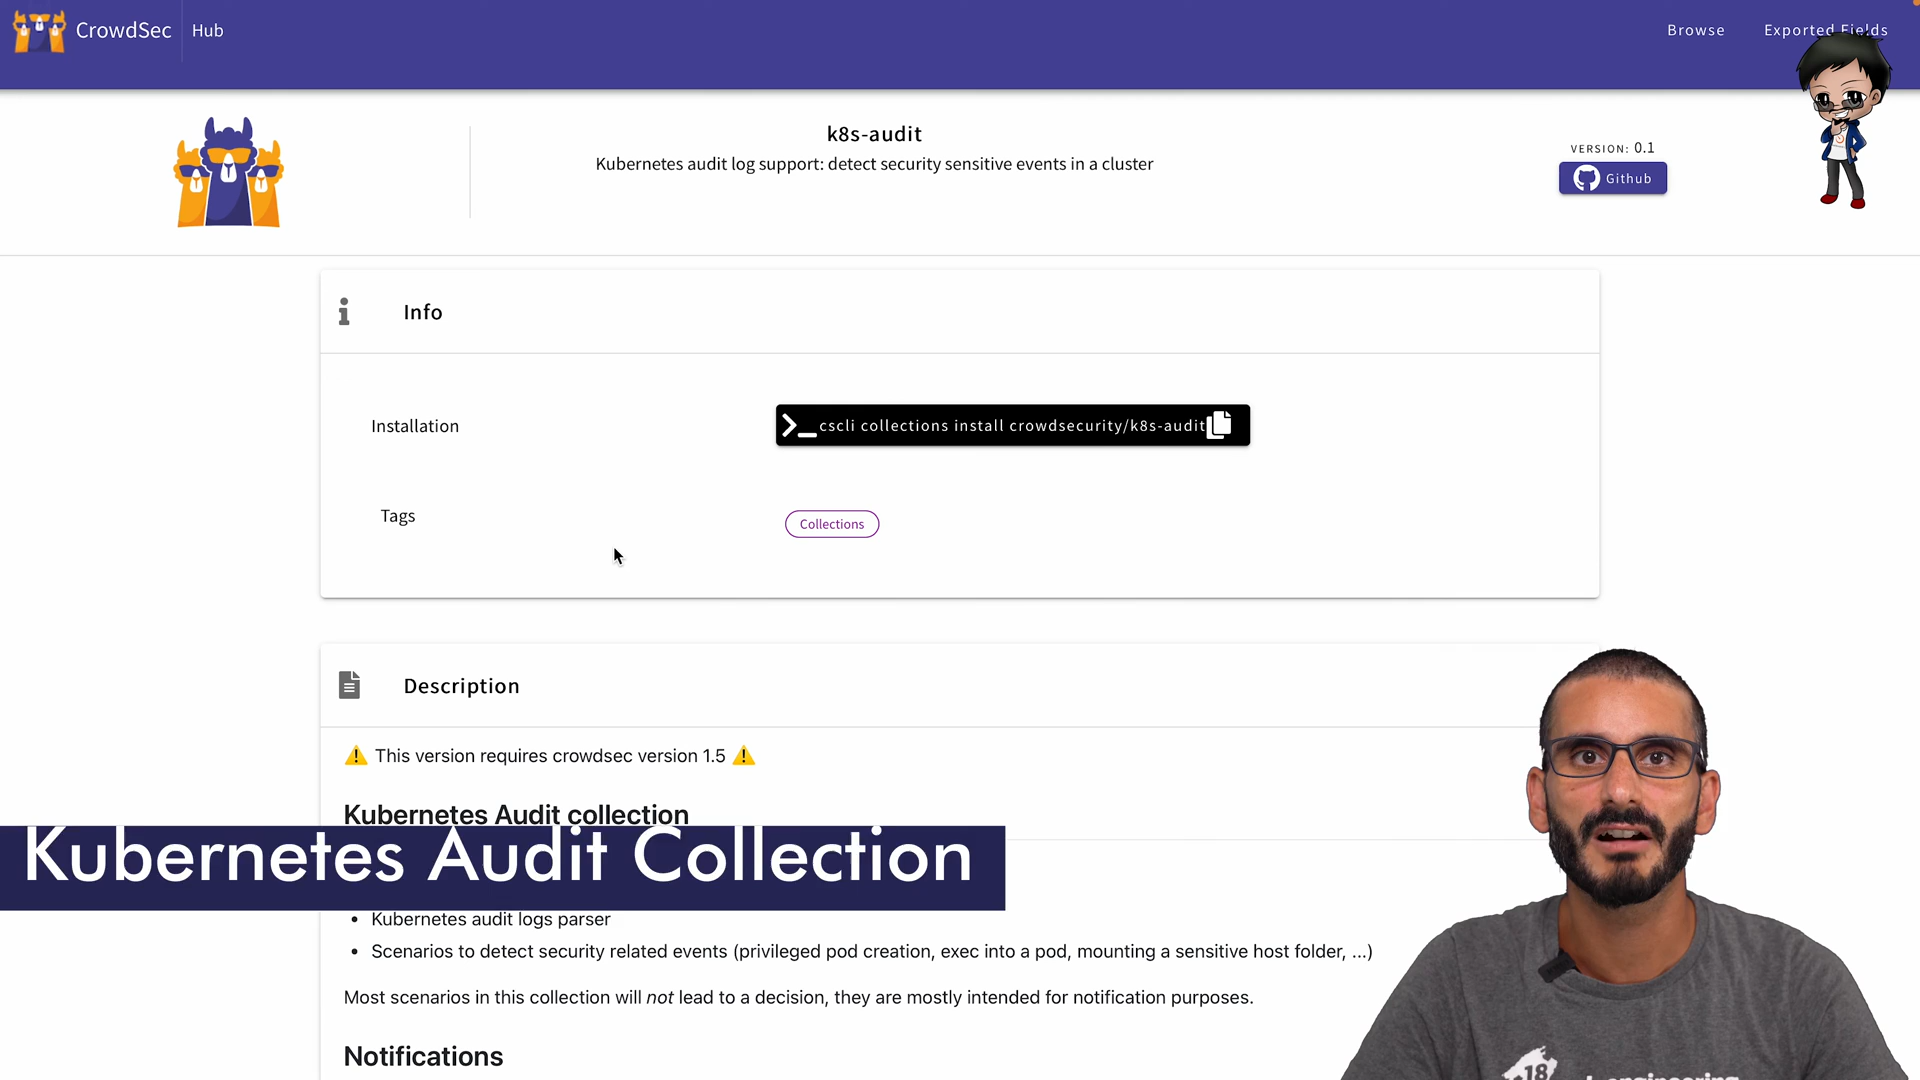 CrowdSec Hub Browse Exported Fields
k8s-audit
Kubernetes audit log support: detect security sensitive events in a cluster
VERSION: 0.1
Github
Info
Installation
cscli collections install crowdsecurity/k8s-audit
Tags
Collections
Description
⚠️ This version requires crowdsec version 1.5 ⚠️
Kubernetes Audit collection
Kubernetes Audit Collection
• Kubernetes audit logs parser
• Scenarios to detect security related events (privileged pod creation, exec into a pod, mounting a sensitive host folder, ...)
Most scenarios in this collection will not lead to a decision, they are mostly intended for notification purposes.
Notifications
18